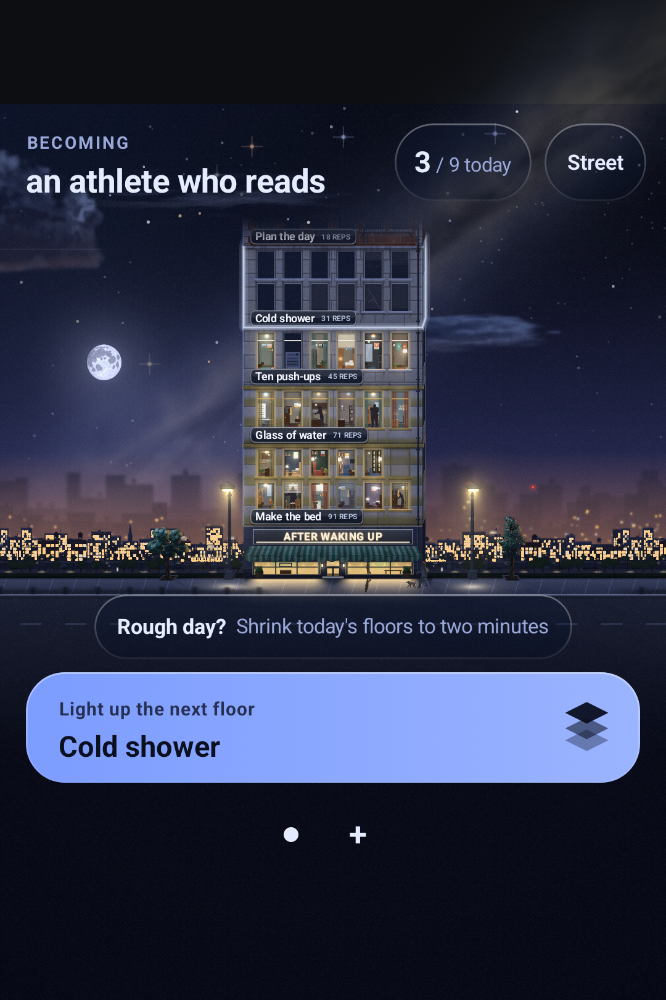 BECOMING
an athlete who reads
3 / 9 today
Street
Plan the day 18 REPS
Cold shower 31 REPS
Ten push-ups 45 REPS
Glass of water 71 REPS
Make the bed 91 REPS
AFTER WAKING UP
Rough day? Shrink today's floors to two minutes
Light up the next floor
Cold shower